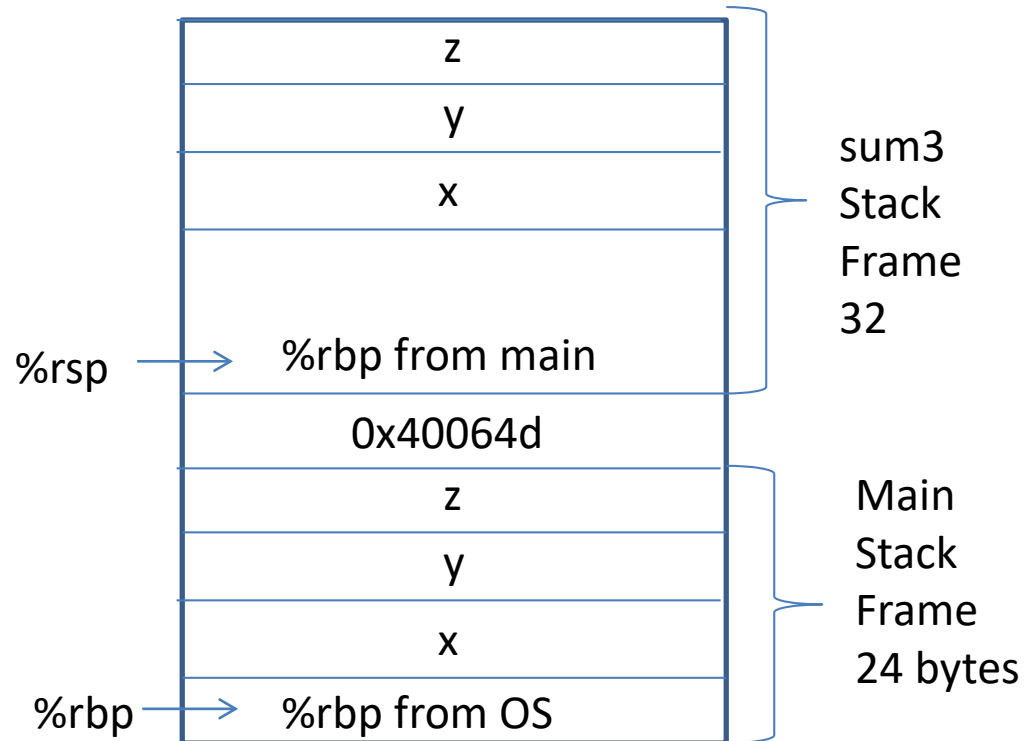 z
y
x
%rbp from main
%rsp
sum3
Stack
Frame
32
0x40064d
z
y
x
%rbp from OS
%rbp
Main
Stack
Frame
24 bytes